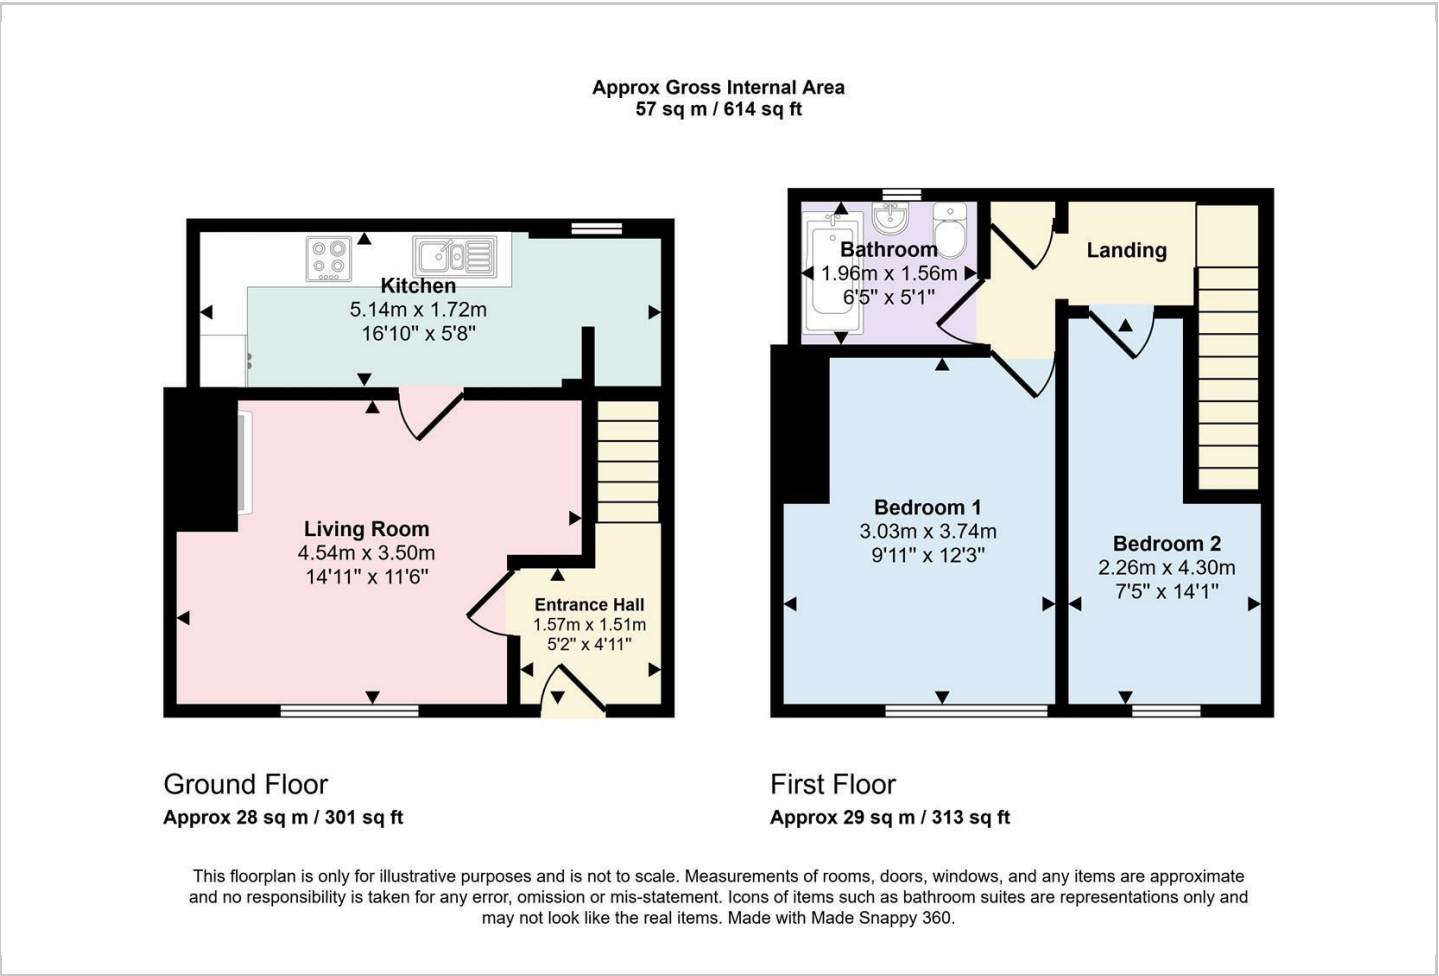 Approx Gross Internal Area
57 sq m / 614 sq ft
Kitchen
5.14m x 1.72m
16'10" x 5'8"
Living Room
4.54m x 3.50m
14'11" x 11'6"
Entrance Hall
1.57m x 1.51m
5'2" x 4'11"
Ground Floor
Approx 28 sq m / 301 sq ft
Bathroom
1.96m x 1.56m
6'5" x 5'1"
Landing
Bedroom 1
3.03m x 3.74m
9'11" x 12'3"
Bedroom 2
2.26m x 4.30m
7'5" x 14'1"
First Floor
Approx 29 sq m / 313 sq ft
This floorplan is only for illustrative purposes and is not to scale. Measurements of rooms, doors, windows, and any items are approximate
and no responsibility is taken for any error, omission or mis-statement. Icons of items such as bathroom suites are representations only and
may not look like the real items. Made with Made Snappy 360.